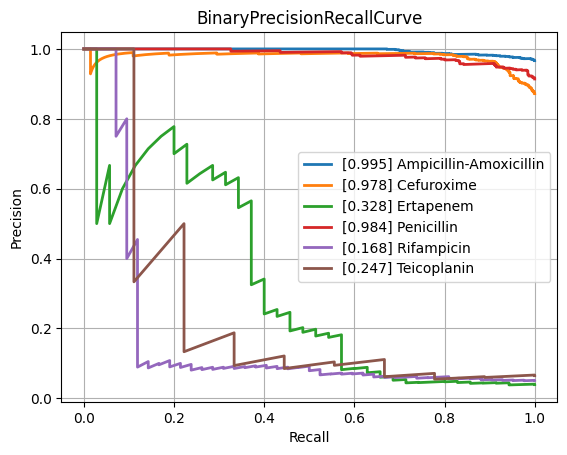 BinaryPrecisionRecallCurve
Precision
1.0
0.8
0.6
0.4
0.2
0.0
[0.995] Ampicillin-Amoxicillin
[0.978] Cefuroxime
[0.328] Ertapenem
[0.984] Penicillin
[0.168] Rifampicin
[0.247] Teicoplanin
0.0 0.2 0.4 0.6 0.8 1.0
Recall